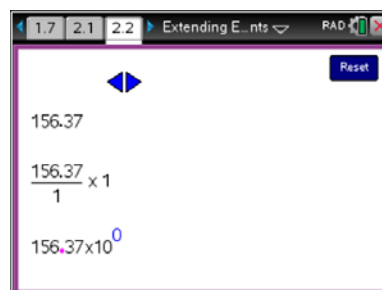 1.7 2.1 2.2 Extending E...nts RAD
Reset
156.37
156.37
1
x 1
156.37x10^0